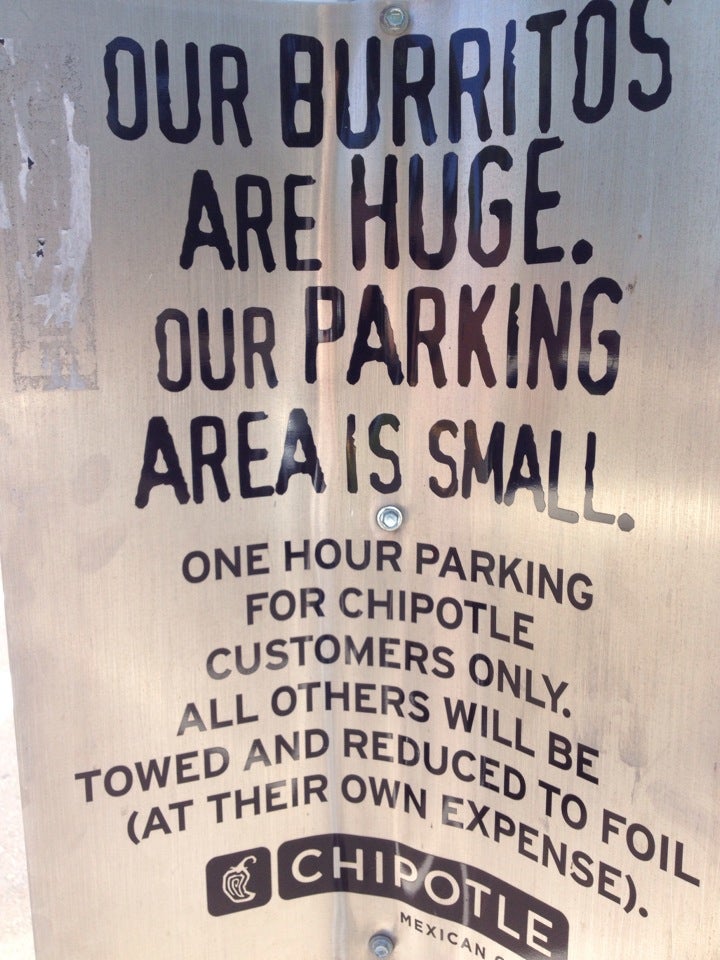 OUR BURRITOS
ARE HUGE.
OUR PARKING
AREA IS SMALL.
ONE HOUR PARKING
FOR CHIPOTLE
CUSTOMERS ONLY.
ALL OTHERS WILL BE
TOWED AND REDUCED TO FOIL
(AT THEIR OWN EXPENSE).
CHIPOTLE
MEXICAN